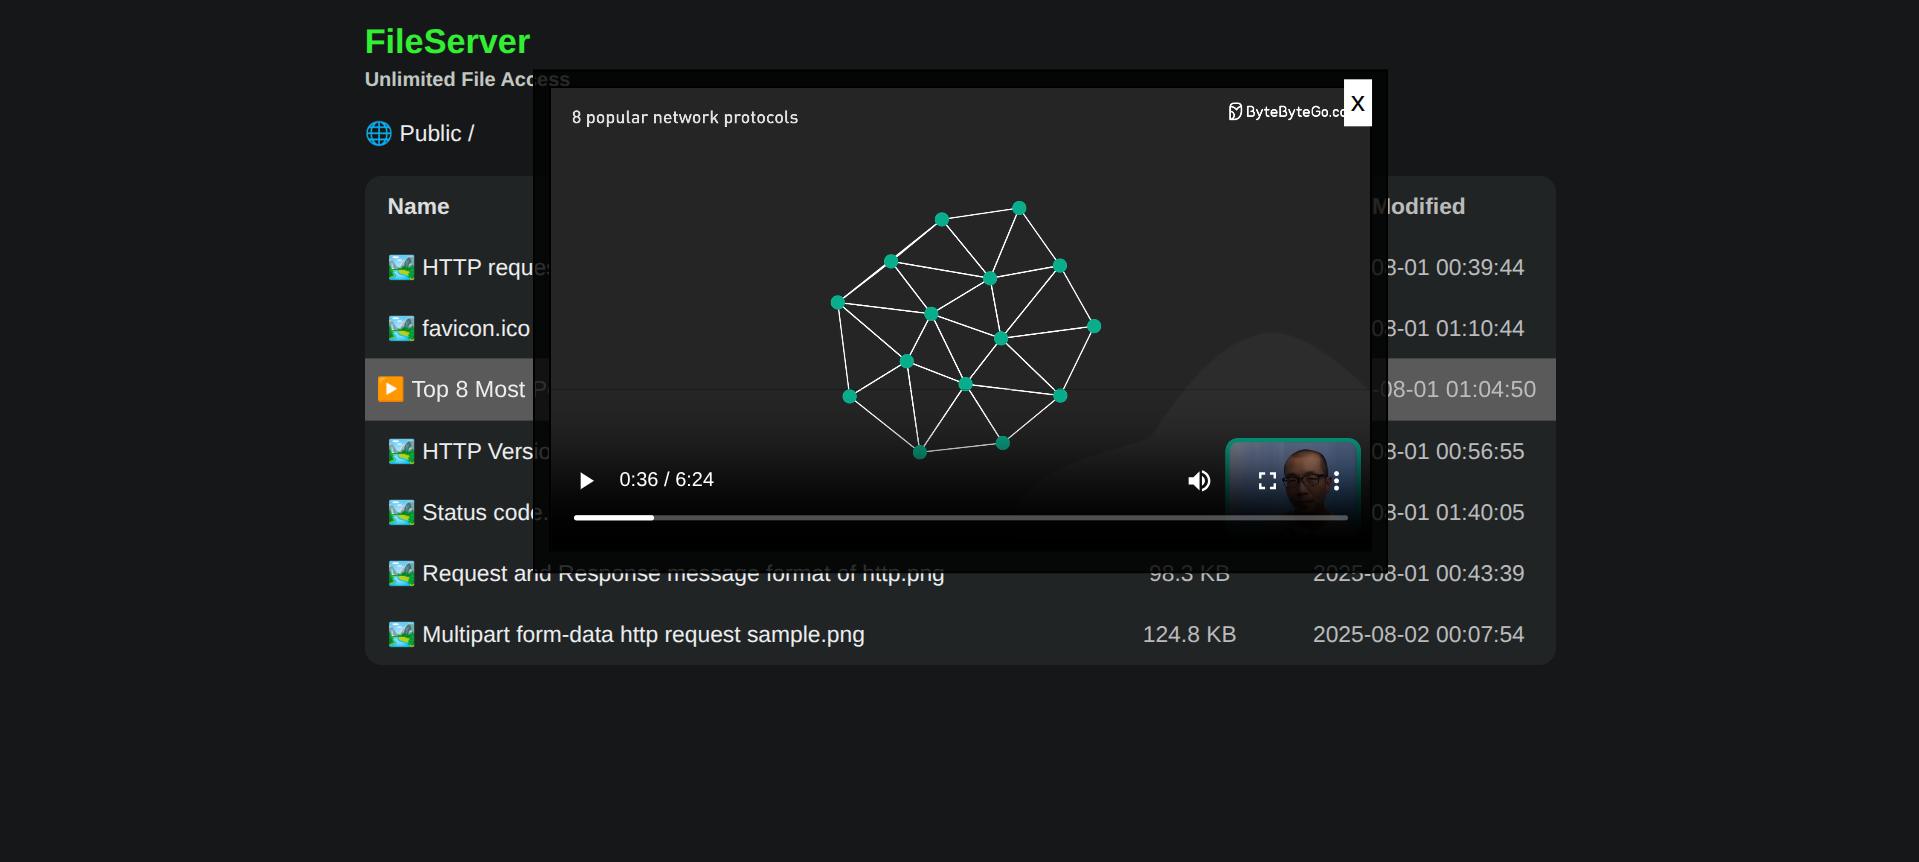 FileServer
Unlimited File Access
Public /
8 popular network protocols
ByteByteGo.co
X
Name
Modified
HTTP reque
8-01 00:39:44
favicon.ico
8-01 01:10:44
Top 8 Most P
-08-01 01:04:50
HTTP Versio
8-01 00:56:55
0:36 / 6:24
Status code.
8-01 01:40:05
Request and Response message format of http.png 98.3 KB 2025-08-01 00:43:39
Multipart form-data http request sample.png 124.8 KB 2025-08-02 00:07:54